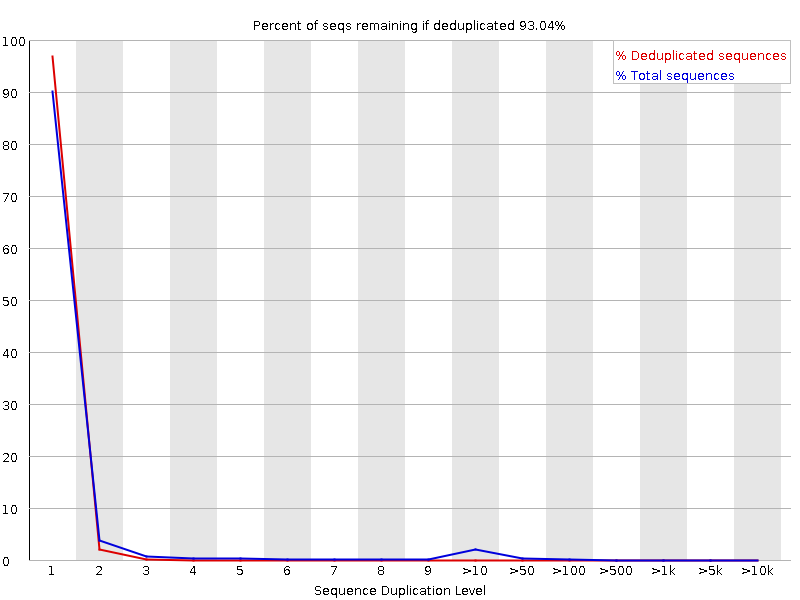 Percent of seqs remaining if deduplicated 93.04%
% Deduplicated sequences
% Total sequences
100
90
80
70
60
50
40
30
20
10
0
1 2 3 4 5 6 7 8 9 >10 >50 >100 >500 >1k >5k >10k
Sequence Duplication Level